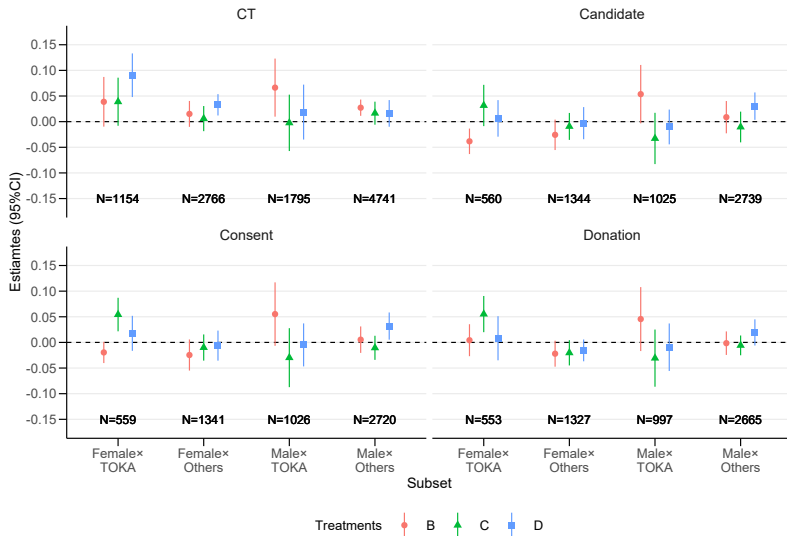 CT
Candidate
0.15
0.10
0.05
0.00
-0.05
-0.10
-0.15
N=1154 N=2766 N=1795 N=4741
N=560 N=1344 N=1025 N=2739
Estiamtes (95%CI)
Consent
Donation
0.15
0.10
0.05
0.00
-0.05
-0.10
-0.15
N=559 N=1341 N=1026 N=2720
N=553 N=1327 N=997 N=2665
Female× Female× Male× Male×
TOKA Others TOKA Others
Female× Female× Male× Male×
TOKA Others TOKA Others
Subset
Treatments B C D